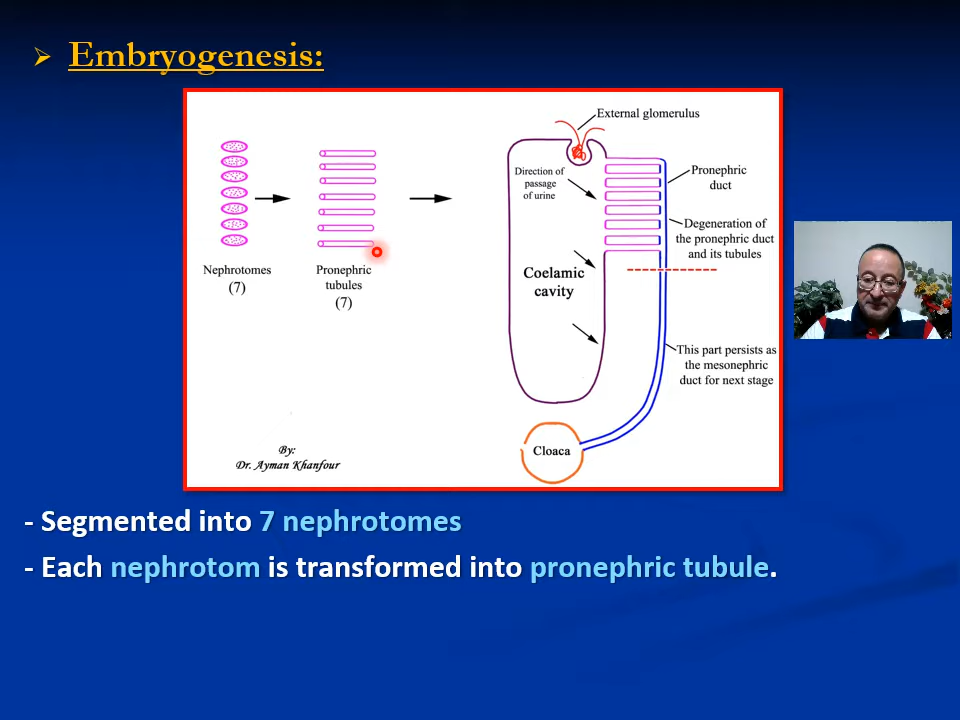 Embryogenesis:
External glomerulus
Direction of
passage
of urine
Pronephric
duct
Degeneration of
the pronephric duct
and its tubules
Nephrotomes
(7)
Pronephric
tubules
(7)
Coelamic
cavity
This part persists as
the mesonephric
duct for next stage
Cloaca
By:
Dr. Ayman Khanfour
- Segmented into 7 nephrotomes
- Each nephrotom is transformed into pronephric tubule.